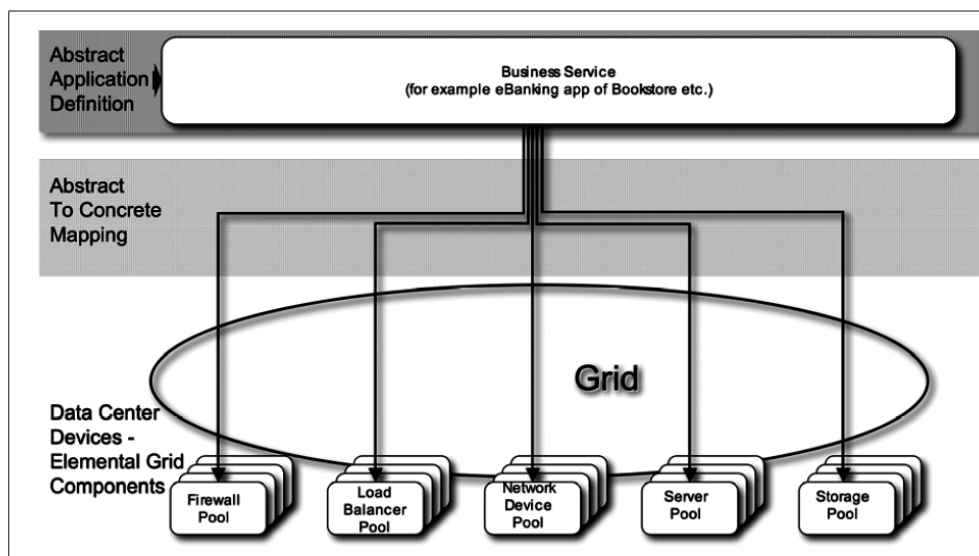 Abstract
Application
Definition
Business Service
(for example eBanking app of Bookstore etc.)
Abstract
To Concrete
Mapping
Grid
Data Center
Devices -
Elemental Grid
Components
Firewall
Pool
Load
Balancer
Pool
Network
Device
Pool
Server
Pool
Storage
Pool